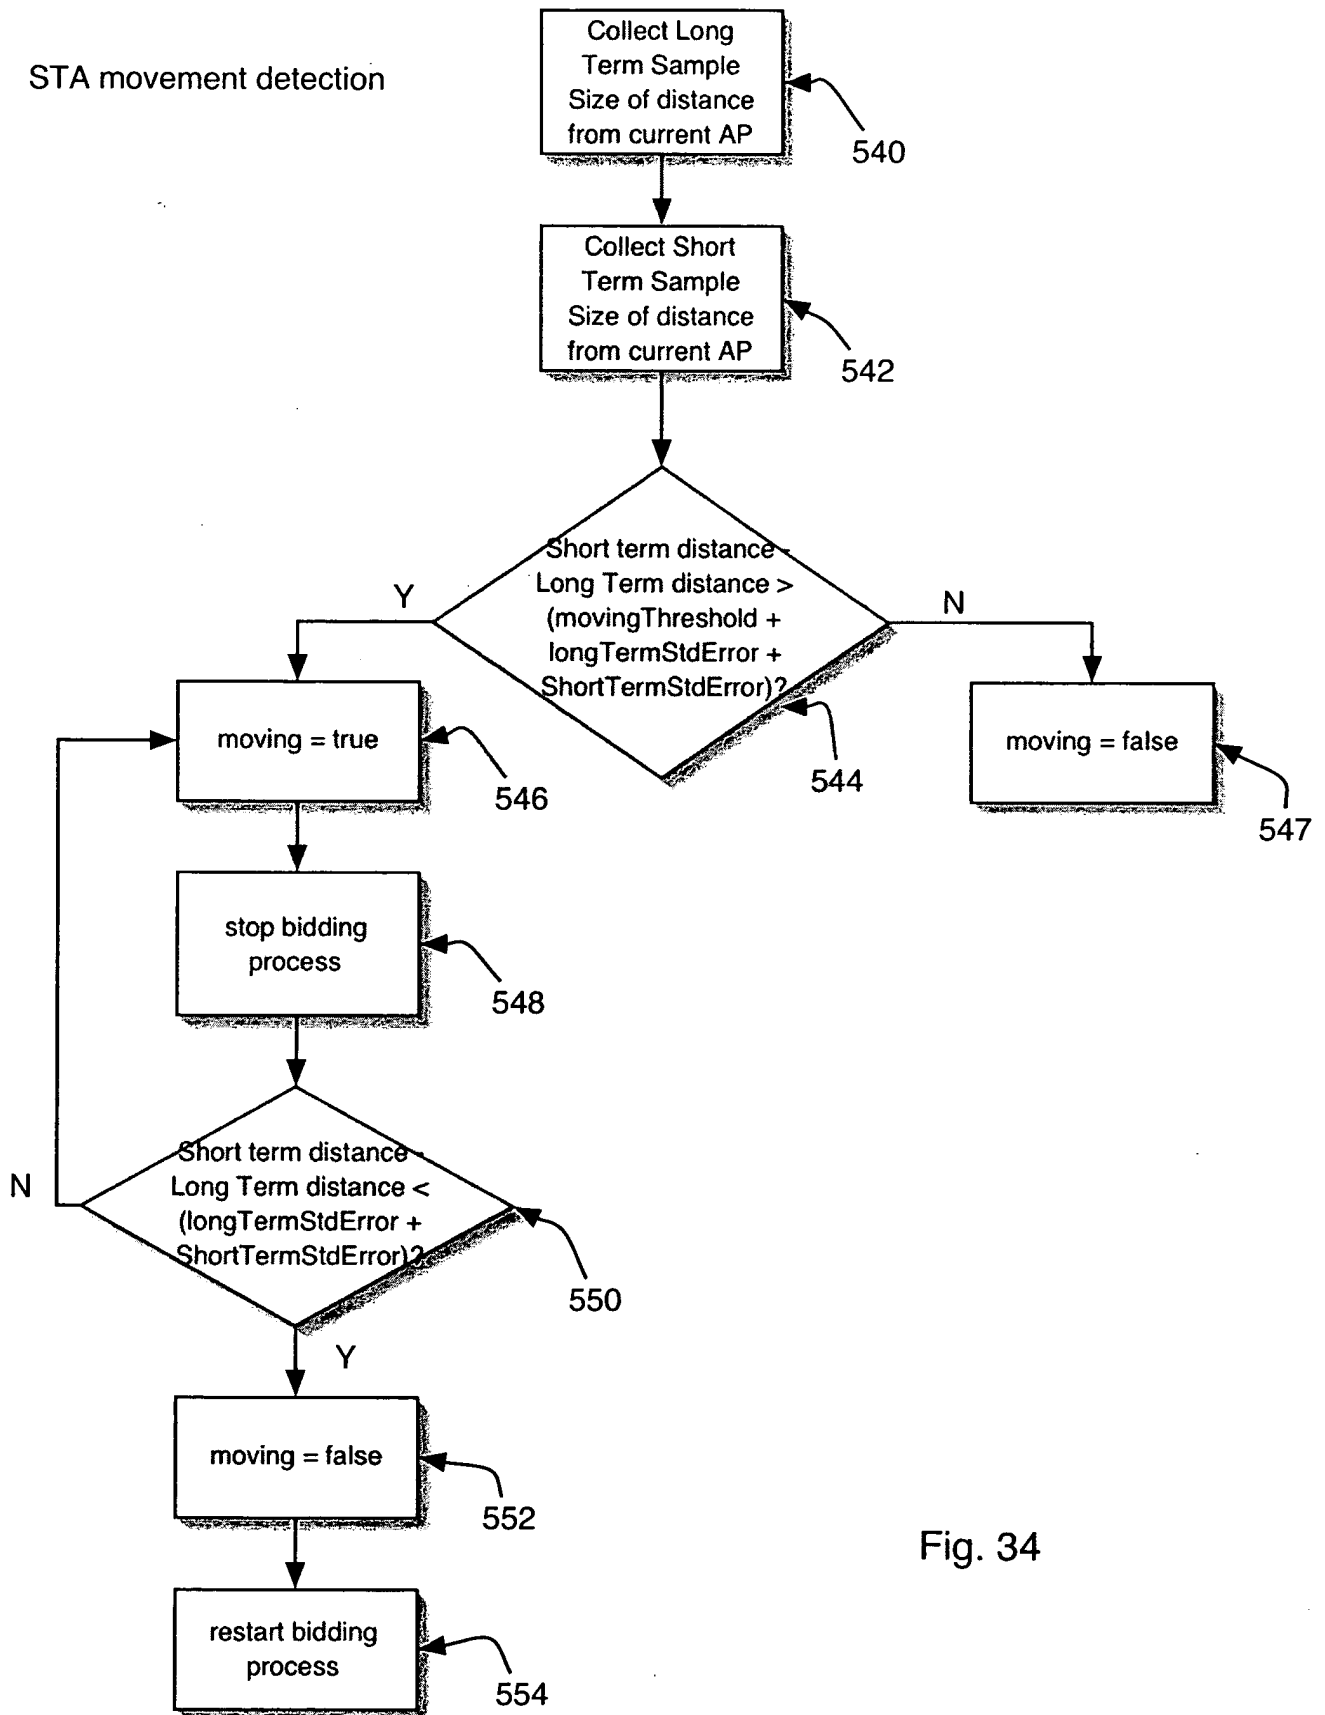 STA movement detection
Collect Long
Term Sample
Size of distance
from current AP
540
Collect Short
Term Sample
Size of distance
from current AP
542
Short term distance -
Long Term distance >
(movingThreshold +
longTermStdError +
ShortTermStdError)?
Y
N
544
moving = true
546
moving = false
547
stop bidding
process
548
Short term distance -
Long Term distance <
(longTermStdError +
ShortTermStdError)?
N
550
Y
moving = false
552
restart bidding
process
554
Fig. 34